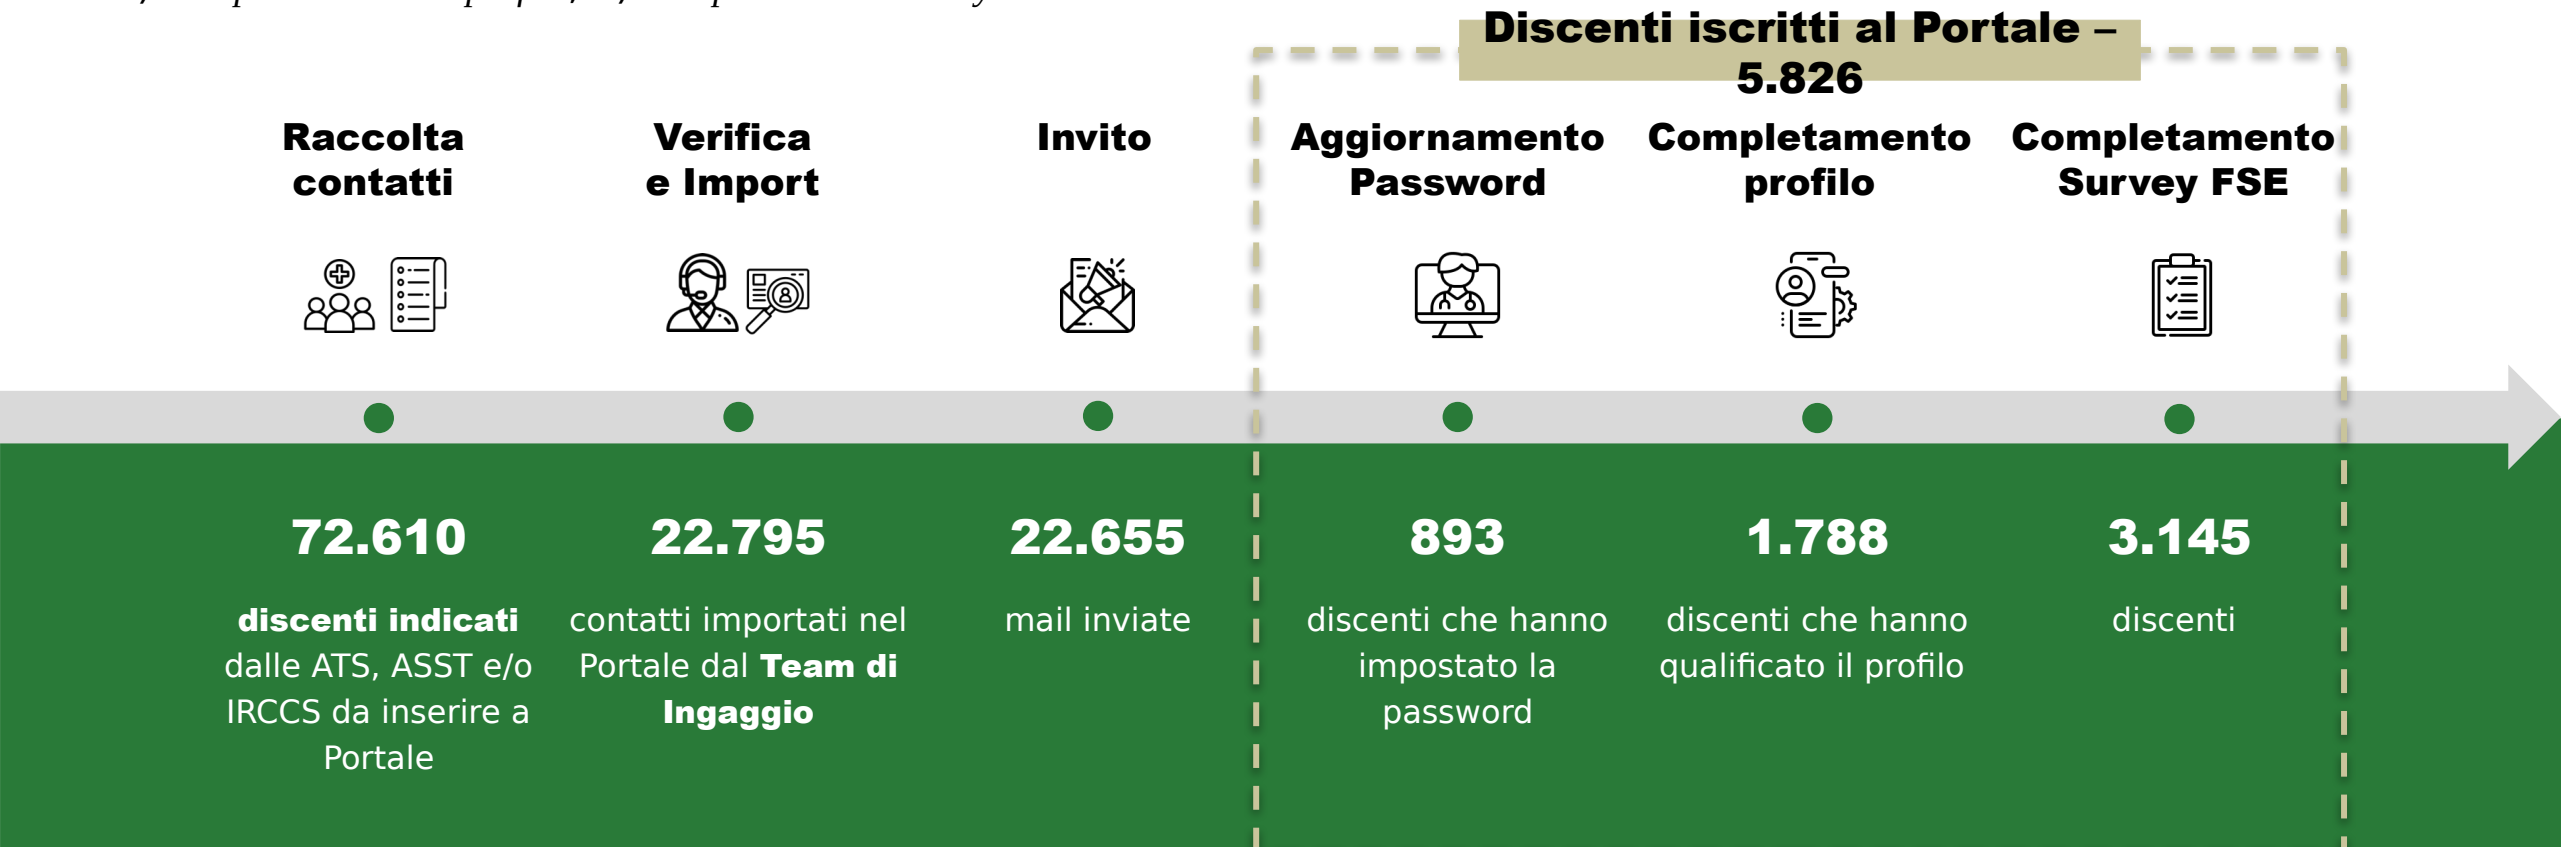 Discenti iscritti al Portale –
5.826
Raccolta
contatti
Verifica
e Import
Invito
Aggiornamento
Password
Completamento
profilo
Completamento
Survey FSE
72.610
discenti indicati
dalle ATS, ASST e/o
IRCCS da inserire a
Portale
22.795
contatti importati nel
Portale dal Team di
Ingaggio
22.655
mail inviate
893
discenti che hanno
impostato la
password
1.788
discenti che hanno
qualificato il profilo
3.145
discenti